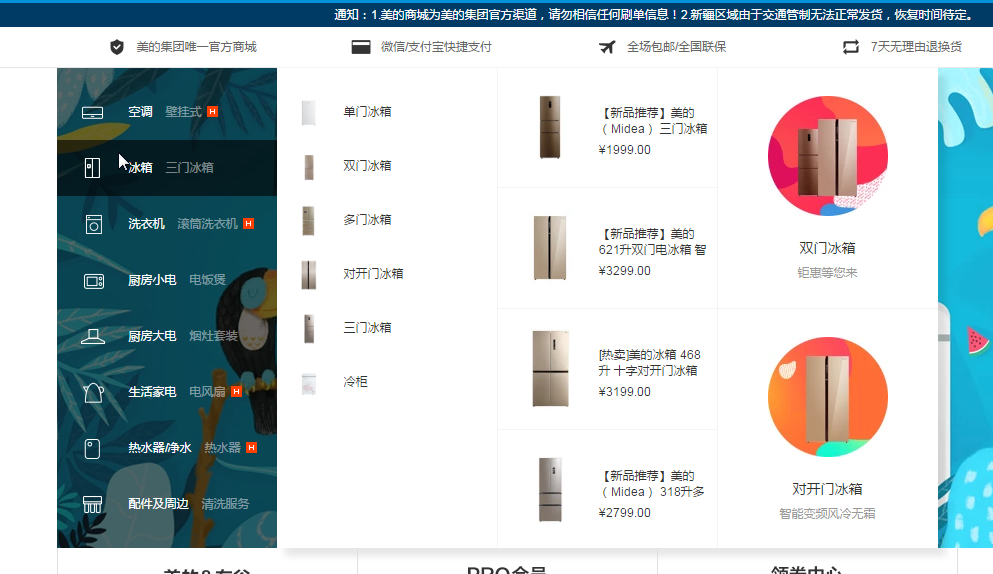 通知：1.美的商城为美的集团官方渠道，请勿相信任何刷单信息！2.新疆区域由于交通管制无法正常发货，恢复时间待定。
美的集团唯一官方商城
微信/支付宝快捷支付
全场包邮/全国联保
7天无理由退换货
空调 壁挂式 H
冰箱 三门冰箱
洗衣机 滚筒洗衣机 H
厨房小电 电饭煲
厨房大电 烟灶套装
生活家电 电风扇 H
热水器/净水 热水器 H
配件及周边 清洗服务
单门冰箱
双门冰箱
多门冰箱
对开门冰箱
三门冰箱
冷柜
【新品推荐】美的
（Midea） 三门冰箱
¥1999.00
【新品推荐】美的
621升双门电冰箱 智
¥3299.00
[热卖]美的冰箱 468
升 十字对开门冰箱
¥3199.00
【新品推荐】美的
（Midea） 318升多
¥2799.00
双门冰箱
钜惠等您来
对开门冰箱
智能变频风冷无霜
PRO会员
领券中心